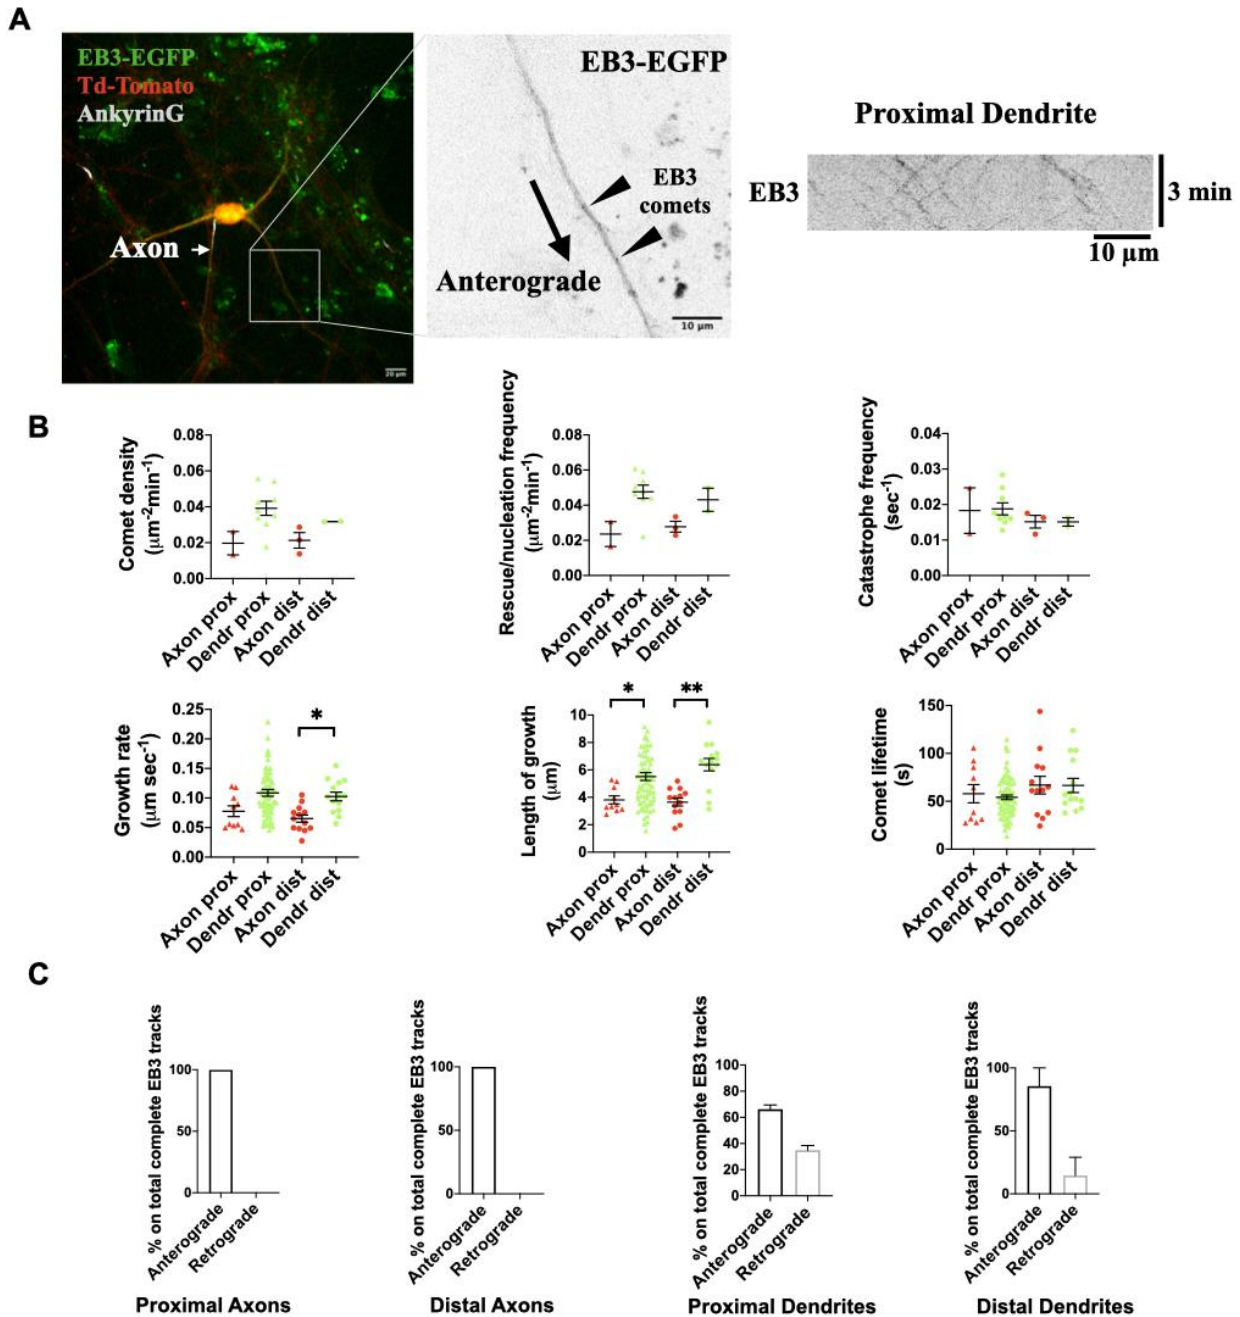 A
EB3-EGFP
Td-Tomato
AnkyrinG
Axon
20 µm
EB3-EGFP
EB3
comets
Anterograde
10 µm
Proximal Dendrite
EB3
3 min
10 µm
B
Comet density
(µm-2min-1)
0.08
0.06
0.04
0.02
0.00
Axon prox
Dendr prox
Axon dist
Dendr dist
Rescue/nucleation frequency
(µm-2min-1)
0.08
0.06
0.04
0.02
0.00
Axon prox
Dendr prox
Axon dist
Dendr dist
Catastrophe frequency
(sec-1)
0.04
0.03
0.02
0.01
0.00
Axon prox
Dendr prox
Axon dist
Dendr dist
Growth rate
(µm sec-1)
0.25
0.20
0.15
0.10
0.05
0.00
*
Axon prox
Dendr prox
Axon dist
Dendr dist
Length of growth
(µm)
10
8
6
4
2
0
*
**
Axon prox
Dendr prox
Axon dist
Dendr dist
Comet lifetime
(s)
150
100
50
0
Axon prox
Dendr prox
Axon dist
Dendr dist
C
% on total complete EB3 tracks
100
50
0
Anterograde
Retrograde
Proximal Axons
% on total complete EB3 tracks
100
50
0
Anterograde
Retrograde
Distal Axons
% on total complete EB3 tracks
100
80
60
40
20
0
Anterograde
Retrograde
Proximal Dendrites
% on total complete EB3 tracks
100
50
0
Anterograde
Retrograde
Distal Dendrites